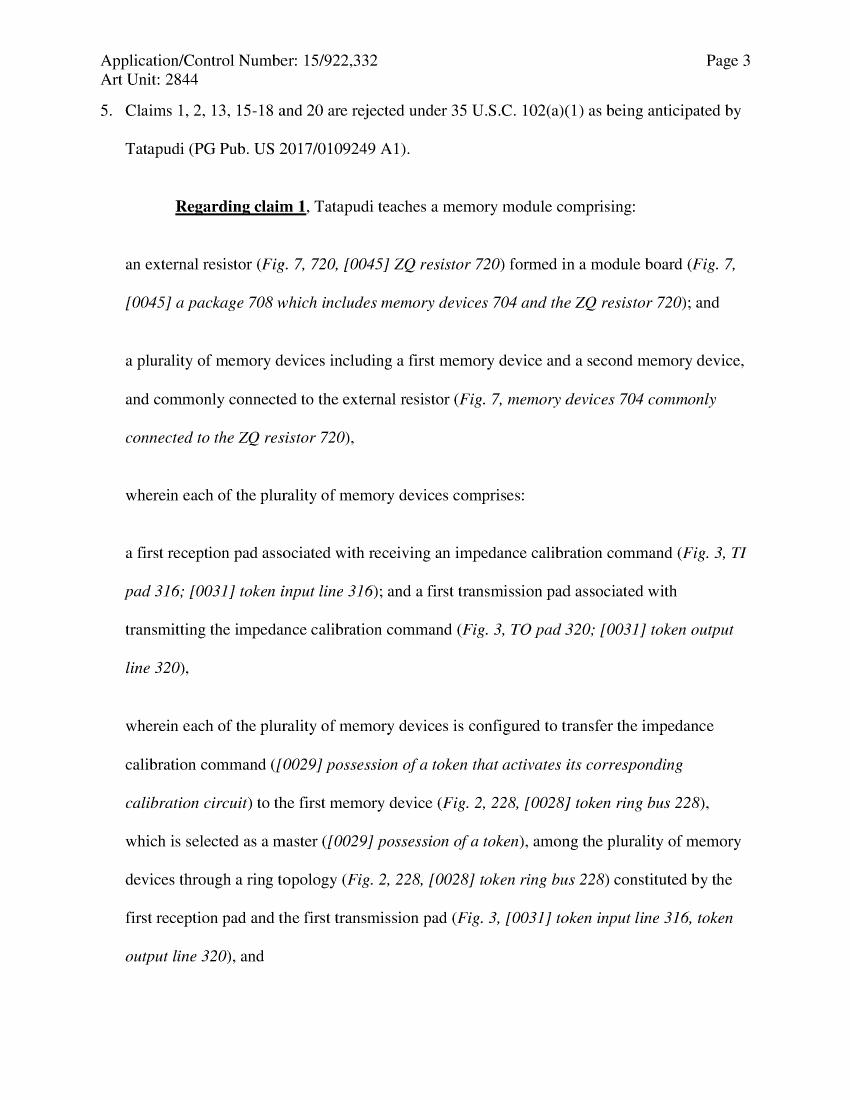 Application/Control Number: 15/922,332 Page 3
Art Unit: 2844
5. Claims 1, 2, 13, 15-18 and 20 are rejected under 35 U.S.C. 102(a)(1) as being anticipated by
Tatapudi (PG Pub. US 2017/0109249 A1).
Regarding claim 1, Tatapudi teaches a memory module comprising:
an external resistor (Fig. 7, 720, [0045] ZQ resistor 720) formed in a module board (Fig. 7,
[0045] a package 708 which includes memory devices 704 and the ZQ resistor 720); and
a plurality of memory devices including a first memory device and a second memory device,
and commonly connected to the external resistor (Fig. 7, memory devices 704 commonly
connected to the ZQ resistor 720),
wherein each of the plurality of memory devices comprises:
a first reception pad associated with receiving an impedance calibration command (Fig. 3, TI
pad 316; [0031] token input line 316); and a first transmission pad associated with
transmitting the impedance calibration command (Fig. 3, TO pad 320; [0031] token output
line 320),
wherein each of the plurality of memory devices is configured to transfer the impedance
calibration command ([0029] possession of a token that activates its corresponding
calibration circuit) to the first memory device (Fig. 2, 228, [0028] token ring bus 228),
which is selected as a master ([0029] possession of a token), among the plurality of memory
devices through a ring topology (Fig. 2, 228, [0028] token ring bus 228) constituted by the
first reception pad and the first transmission pad (Fig. 3, [0031] token input line 316, token
output line 320), and